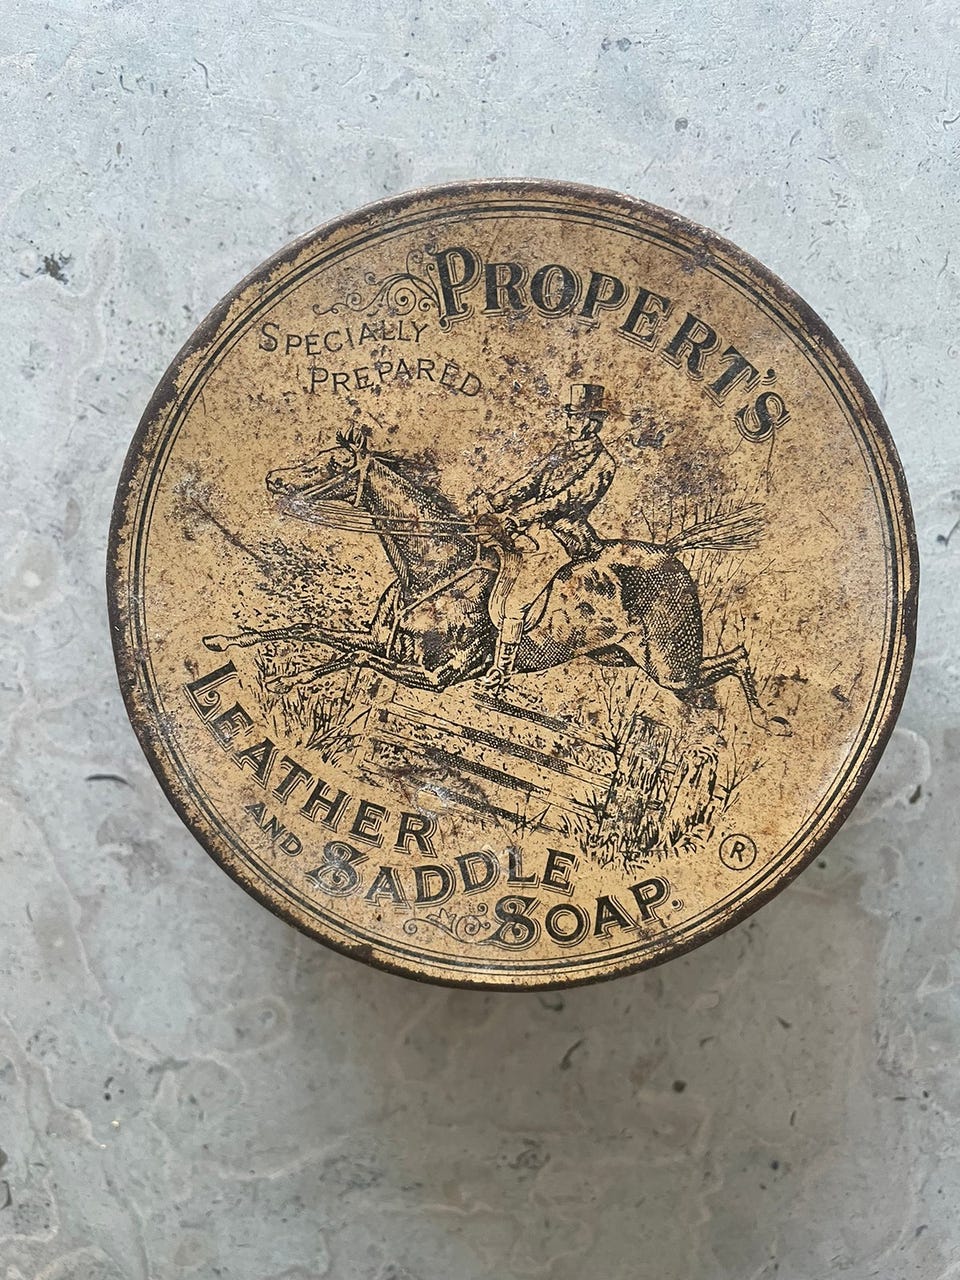 PROPERT'S
SPECIALLY
PREPARED
LEATHER
AND
SADDLE
SOAP.
®